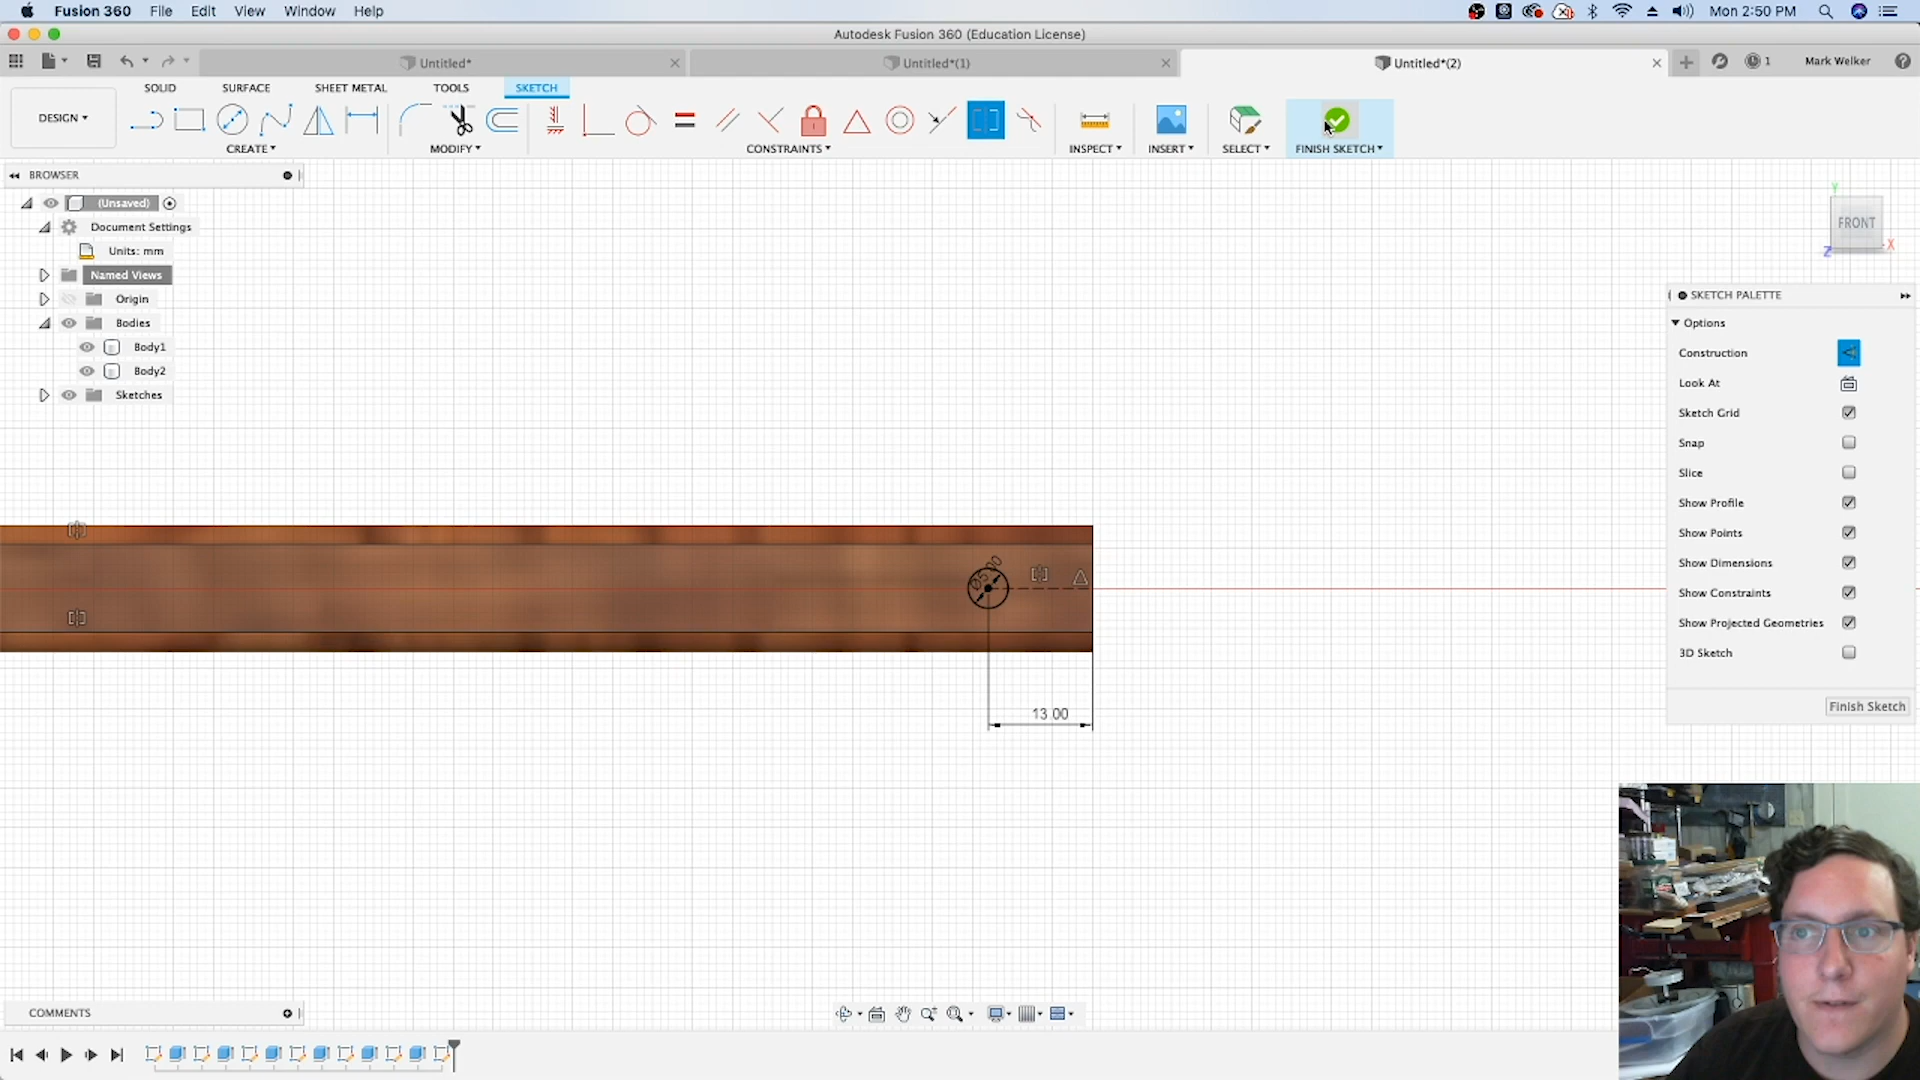 Fusion 360 File Edit View Window Help Mon 2:50 PM
Autodesk Fusion 360 (Education License)
Untitled* Untitled*(1) Untitled*(2) 1 Mark Welker
SOLID SURFACE SHEET METAL TOOLS SKETCH
DESIGN
CREATE MODIFY CONSTRAINTS INSPECT INSERT SELECT FINISH SKETCH
BROWSER
(Unsaved)
Document Settings
Units: mm
Named Views
Origin
Bodies
Body1
Body2
Sketches
Y
FRONT
X
Z
SKETCH PALETTE
Options
Construction
Look At
Sketch Grid
Snap
Slice
Show Profile
Show Points
Show Dimensions
Show Constraints
Show Projected Geometries
3D Sketch
Finish Sketch
Ø5.00
13.00
COMMENTS